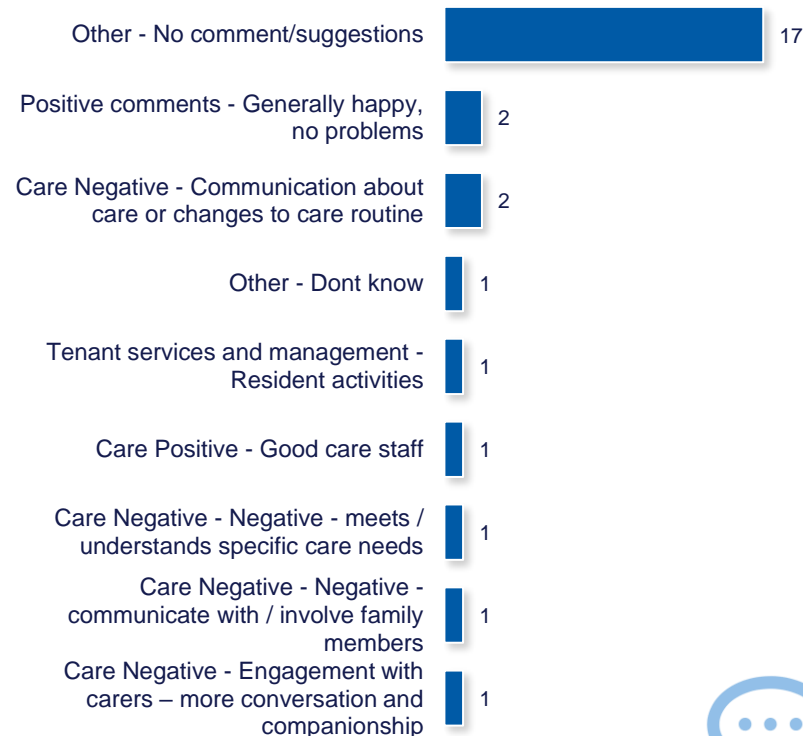 Other - No comment/suggestions 17
Positive comments - Generally happy,
no problems 2
Care Negative - Communication about
care or changes to care routine 2
Other - Dont know 1
Tenant services and management -
Resident activities 1
Care Positive - Good care staff 1
Care Negative - Negative - meets /
understands specific care needs 1
Care Negative - Negative -
communicate with / involve family 1
members
Care Negative - Engagement with
carers – more conversation and 1
companionship